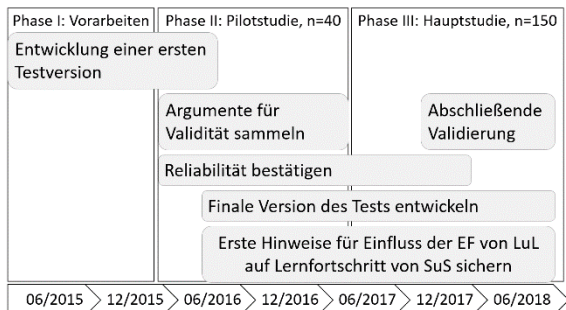 Phase I: Vorarbeiten
Phase II: Pilotstudie, n=40
Phase III: Hauptstudie, n=150
Entwicklung einer ersten
Testversion
Argumente für
Validität sammeln
Abschließende
Validierung
Reliabilität bestätigen
Finale Version des Tests entwickeln
Erste Hinweise für Einfluss der EF von LuL
auf Lernfortschritt von SuS sichern
06/2015
12/2015
06/2016
12/2016
06/2017
12/2017
06/2018